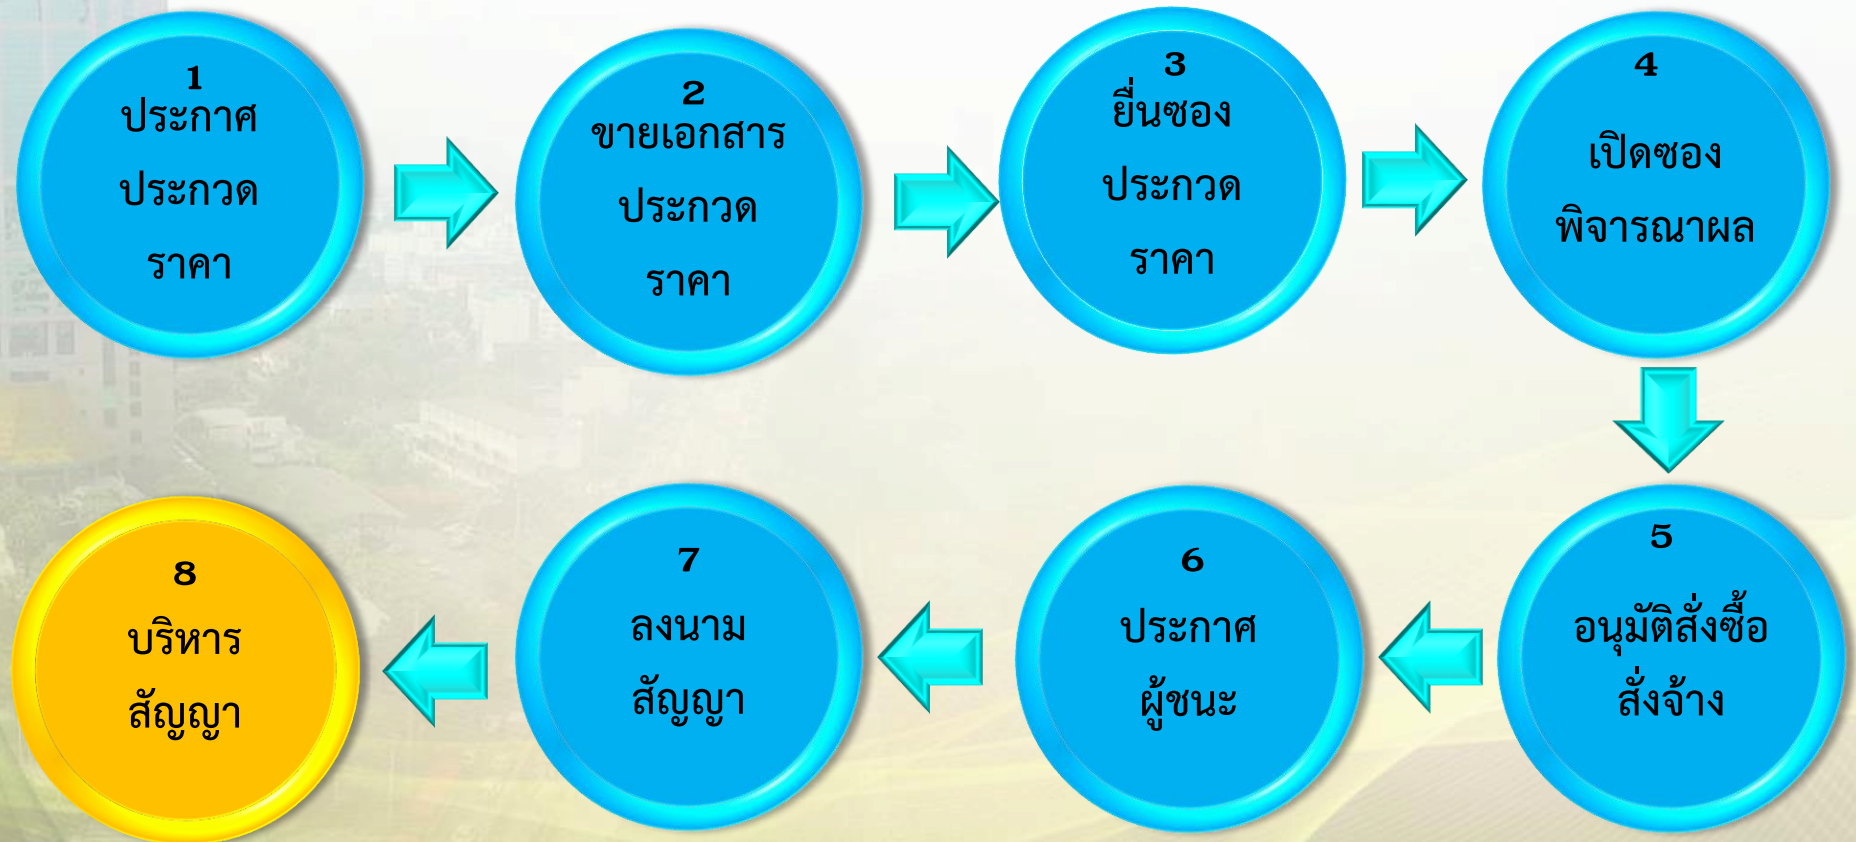 1
ประกาศ
ประกวด
ราคา
2
ขายเอกสาร
ประกวด
ราคา
3
ยื่นซอง
ประกวด
ราคา
4
เปิดซอง
พิจารณาผล
5
อนุมัติสั่งซื้อ
สั่งจ้าง
6
ประกาศ
ผู้ชนะ
7
ลงนาม
สัญญา
8
บริหาร
สัญญา